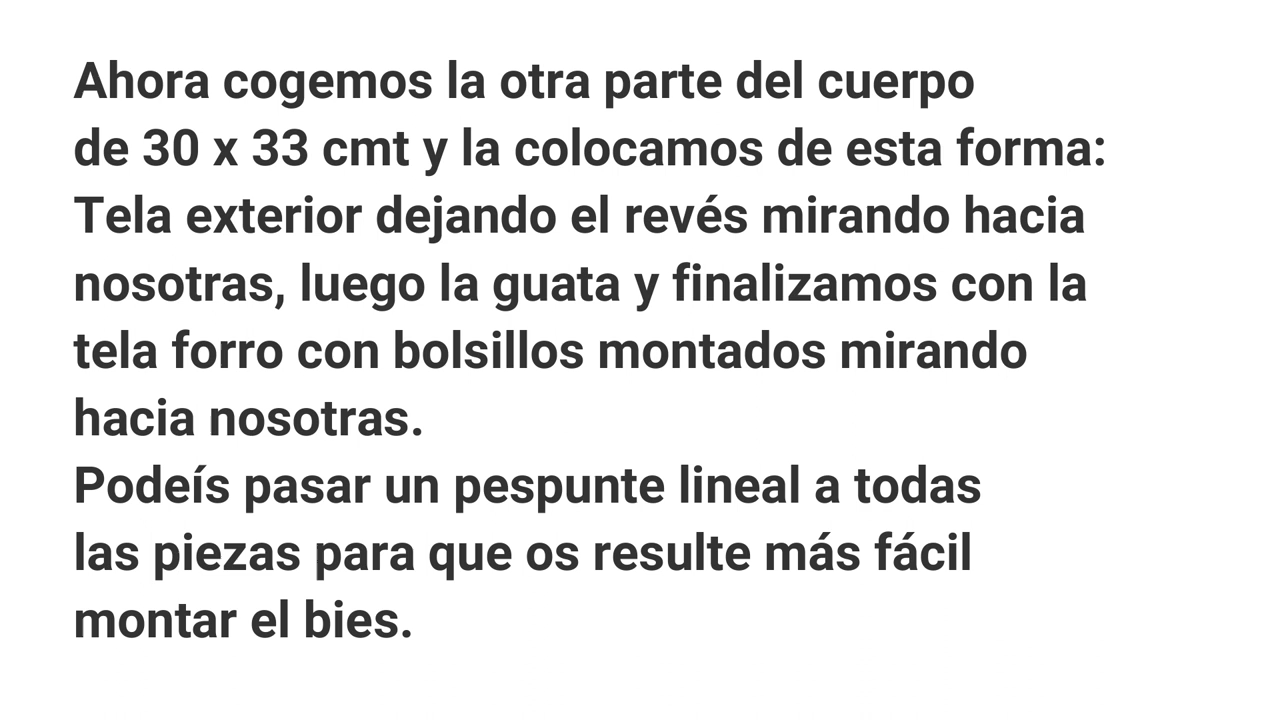 Ahora cogemos la otra parte del cuerpo
de 30 x 33 cmt y la colocamos de esta forma:
Tela exterior dejando el revés mirando hacia
nosotras, luego la guata y finalizamos con la
tela forro con bolsillos montados mirando
hacia nosotras.
Podeís pasar un pespunte lineal a todas
las piezas para que os resulte más fácil
montar el bies.